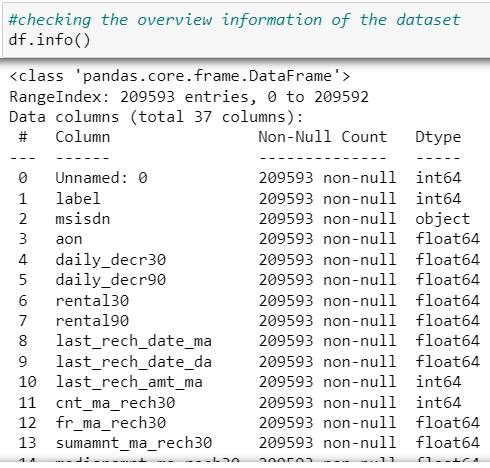 #checking the overview information of the dataset
df.info()
<class 'pandas.core.frame.DataFrame'>
RangeIndex: 209593 entries, 0 to 209592
Data columns (total 37 columns):
 #   Column                Non-Null Count   Dtype
---  ------                --------------   -----
 0   Unnamed: 0            209593 non-null  int64
 1   label                 209593 non-null  int64
 2   msisdn                209593 non-null  object
 3   aon                   209593 non-null  float64
 4   daily_decr30          209593 non-null  float64
 5   daily_decr90          209593 non-null  float64
 6   rental30              209593 non-null  float64
 7   rental90              209593 non-null  float64
 8   last_rech_date_ma     209593 non-null  float64
 9   last_rech_date_da     209593 non-null  float64
 10  last_rech_amt_ma      209593 non-null  int64
 11  cnt_ma_rech30         209593 non-null  int64
 12  fr_ma_rech30          209593 non-null  float64
 13  sumamnt_ma_rech30     209593 non-null  float64